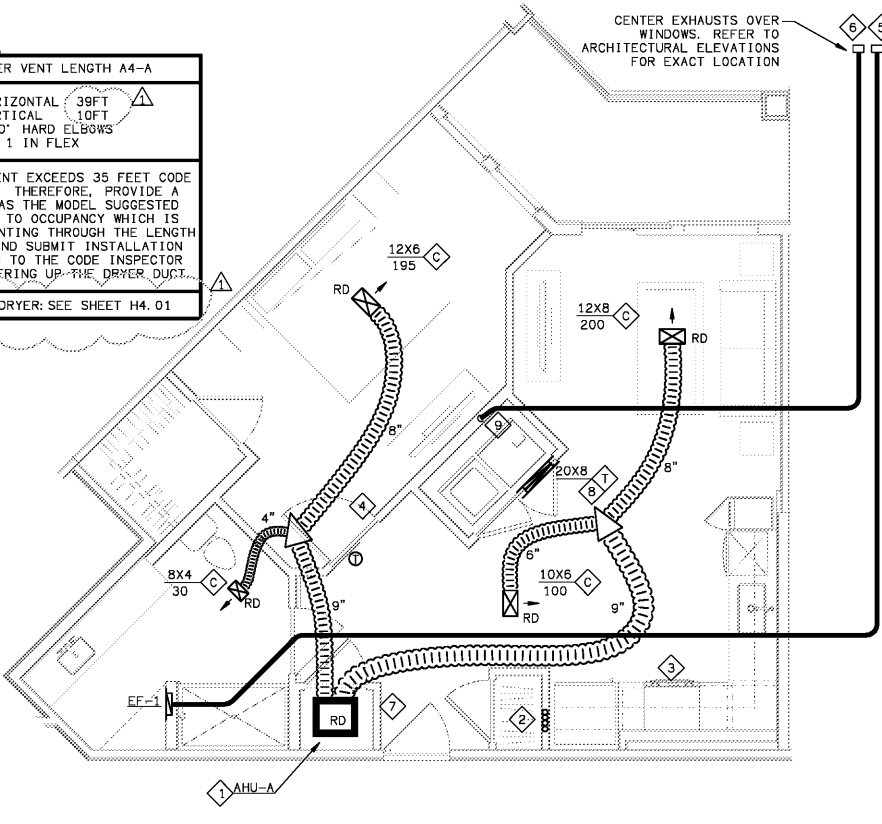 CENTER EXHAUSTS OVER
WINDOWS. REFER TO
ARCHITECTURAL ELEVATIONS
FOR EXACT LOCATION
6
5
ER VENT LENGTH A4-A
RIZONTAL 39FT
1
RTICAL 10FT
0° HARD ELBOWS
1 IN FLEX
ENT EXCEEDS 35 FEET CODE
THEREFORE, PROVIDE A
AS THE MODEL SUGGESTED
TO OCCUPANCY WHICH IS
NTING THROUGH THE LENGTH
ND SUBMIT INSTALLATION
TO THE CODE INSPECTOR
ERING UP THE DRYER DUCT
1
DRYER: SEE SHEET H4.01
12X6
195
C
RD
12X8
200
C
RD
8"
9
20X8
T
8
8"
4
4"
T
8X4
30
C
RD
6"
10X6
100
C
RD
9"
9"
3
EF-1
RD
7
2
1
AHU-A